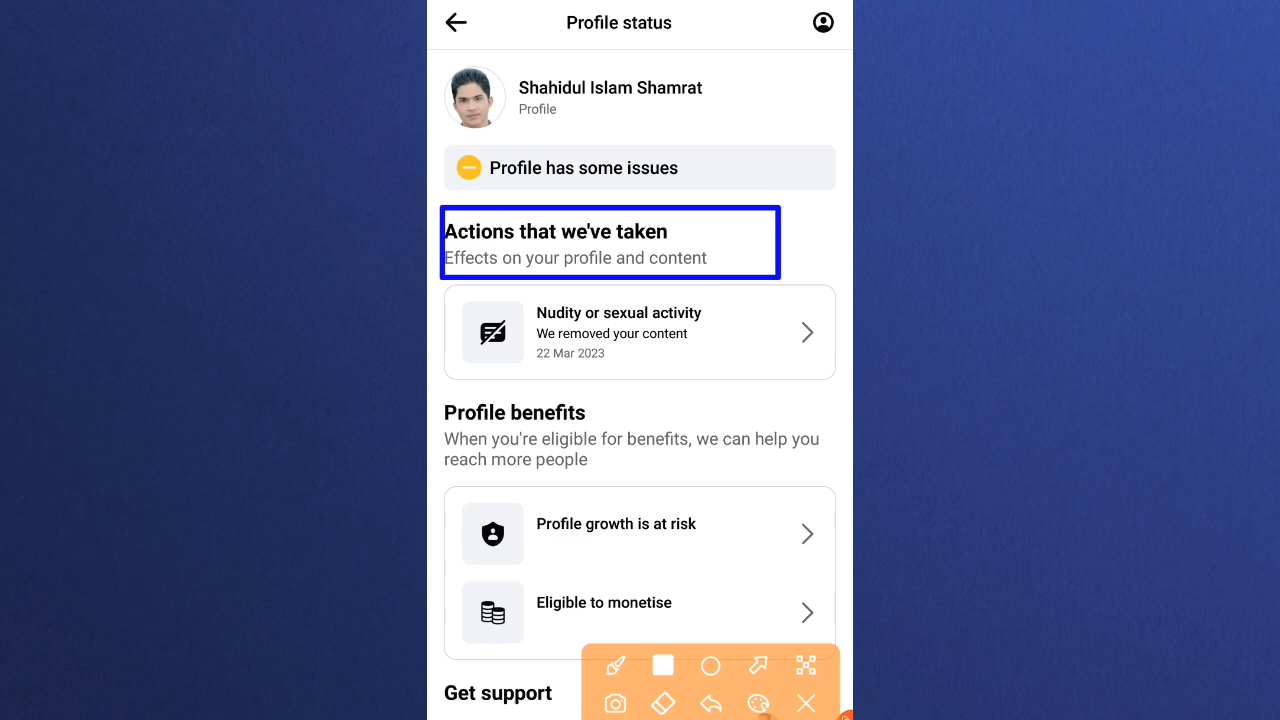 Profile status
Shahidul Islam Shamrat
Profile
Profile has some issues
Actions that we've taken
Effects on your profile and content
Nudity or sexual activity
We removed your content
22 Mar 2023
Profile benefits
When you're eligible for benefits, we can help you
reach more people
Profile growth is at risk
Eligible to monetise
Get support